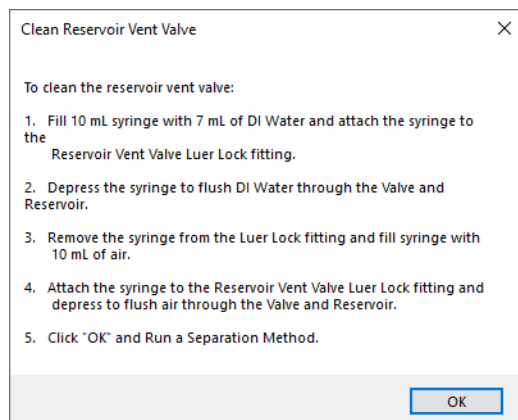 Clean Reservoir Vent Valve
To clean the reservoir vent valve:
1. Fill 10 mL syringe with 7 mL of DI Water and attach the syringe to
the
Reservoir Vent Valve Luer Lock fitting.
2. Depress the syringe to flush DI Water through the Valve and
Reservoir.
3. Remove the syringe from the Luer Lock fitting and fill syringe with
10 mL of air.
4. Attach the syringe to the Reservoir Vent Valve Luer Lock fitting and
depress to flush air through the Valve and Reservoir.
5. Click "OK" and Run a Separation Method.
OK